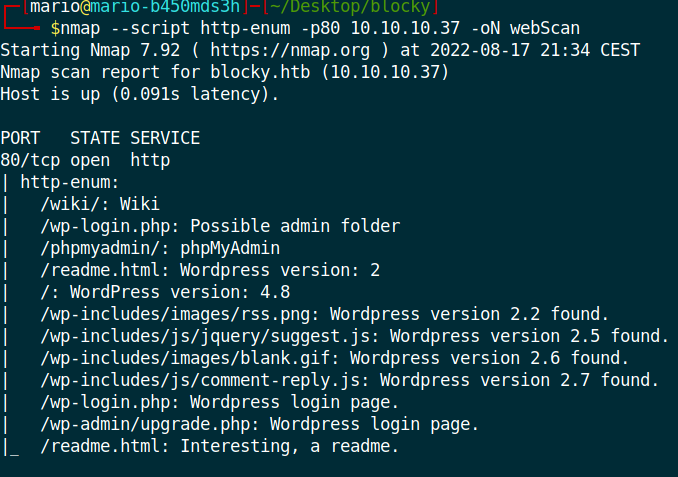 ┌─[mario@mario-b450mds3h]─[~/Desktop/blocky]
└──╼ $nmap --script http-enum -p80 10.10.10.37 -oN webScan
Starting Nmap 7.92 ( https://nmap.org ) at 2022-08-17 21:34 CEST
Nmap scan report for blocky.htb (10.10.10.37)
Host is up (0.091s latency).

PORT   STATE SERVICE
80/tcp open  http
| http-enum:
|   /wiki/: Wiki
|   /wp-login.php: Possible admin folder
|   /phpmyadmin/: phpMyAdmin
|   /readme.html: Wordpress version: 2
|   /: WordPress version: 4.8
|   /wp-includes/images/rss.png: Wordpress version 2.2 found.
|   /wp-includes/js/jquery/suggest.js: Wordpress version 2.5 found.
|   /wp-includes/images/blank.gif: Wordpress version 2.6 found.
|   /wp-includes/js/comment-reply.js: Wordpress version 2.7 found.
|   /wp-login.php: Wordpress login page.
|   /wp-admin/upgrade.php: Wordpress login page.
|_  /readme.html: Interesting, a readme.